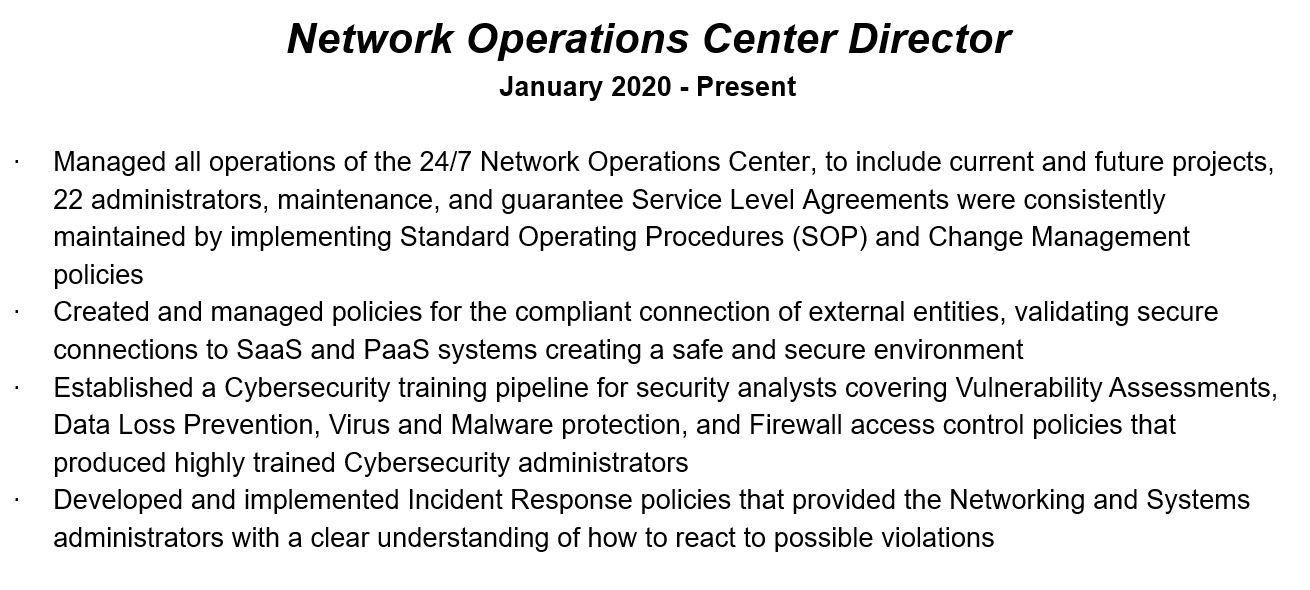 Network Operations Center Director
January 2020 - Present
· Managed all operations of the 24/7 Network Operations Center, to include current and future projects,
22 administrators, maintenance, and guarantee Service Level Agreements were consistently
maintained by implementing Standard Operating Procedures (SOP) and Change Management
policies
· Created and managed policies for the compliant connection of external entities, validating secure
connections to SaaS and PaaS systems creating a safe and secure environment
· Established a Cybersecurity training pipeline for security analysts covering Vulnerability Assessments,
Data Loss Prevention, Virus and Malware protection, and Firewall access control policies that
produced highly trained Cybersecurity administrators
· Developed and implemented Incident Response policies that provided the Networking and Systems
administrators with a clear understanding of how to react to possible violations